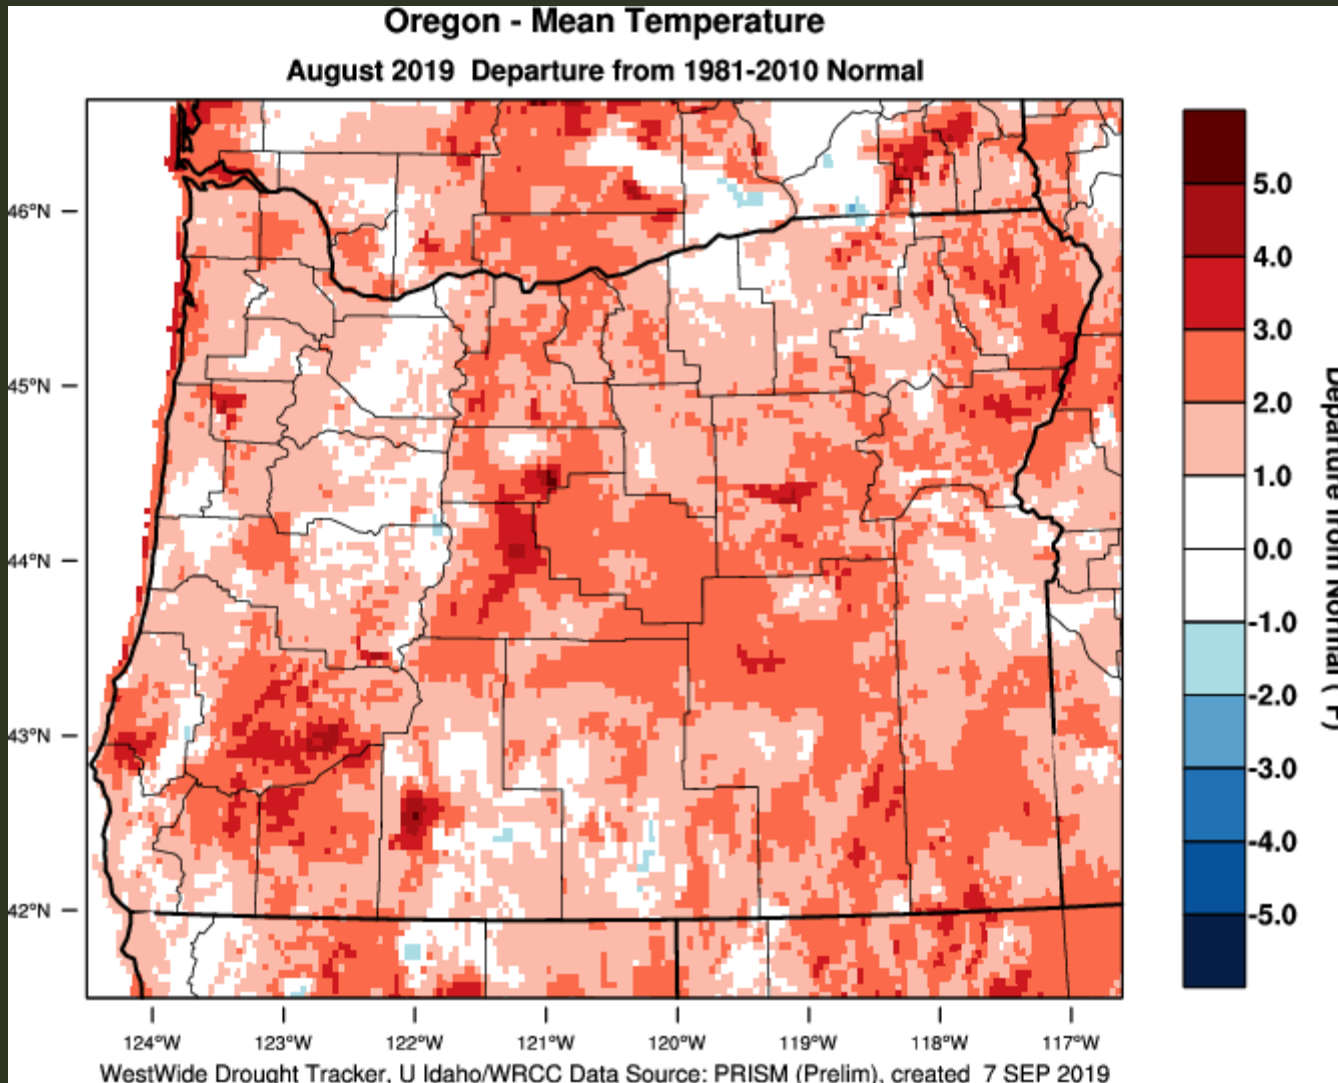 Oregon - Mean Temperature
August 2019 Departure from 1981-2010 Normal
46°N
45°N
44°N
43°N
42°N
124°W 123°W 122°W 121°W 120°W 119°W 118°W 117°W
5.0
4.0
3.0
2.0
1.0
0.0
-1.0
-2.0
-3.0
-4.0
-5.0
Departure from Normal (°F)
WestWide Drought Tracker, U Idaho/WRCC Data Source: PRISM (Prelim), created 7 SEP 2019